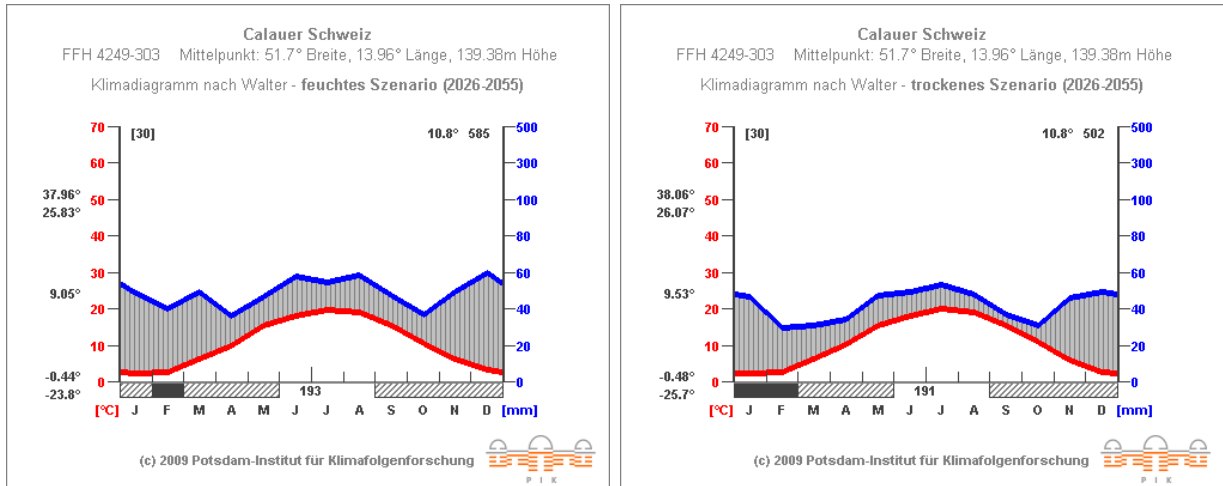 Calauer Schweiz
FFH 4249-303 Mittelpunkt: 51.7° Breite, 13.96° Länge, 139.38m Höhe
Klimadiagramm nach Walter - feuchtes Szenario (2026-2055)
70 [30] 10.8° 585 500
60 300
37.96°
50 100
25.83°
40 80
30 60
9.05°
20 40
10 20
-0.44°
0 0
-23.8° 193
[°C] J F M A M J J A S O N D [mm]
(c) 2009 Potsdam-Institut für Klimafolgenforschung
P I K
Calauer Schweiz
FFH 4249-303 Mittelpunkt: 51.7° Breite, 13.96° Länge, 139.38m Höhe
Klimadiagramm nach Walter - trockenes Szenario (2026-2055)
70 [30] 10.8° 502 500
60 300
38.06°
50 100
26.07°
40 80
30 60
9.53°
20 40
10 20
-0.48°
0 0
-25.7° 191
[°C] J F M A M J J A S O N D [mm]
(c) 2009 Potsdam-Institut für Klimafolgenforschung
P I K